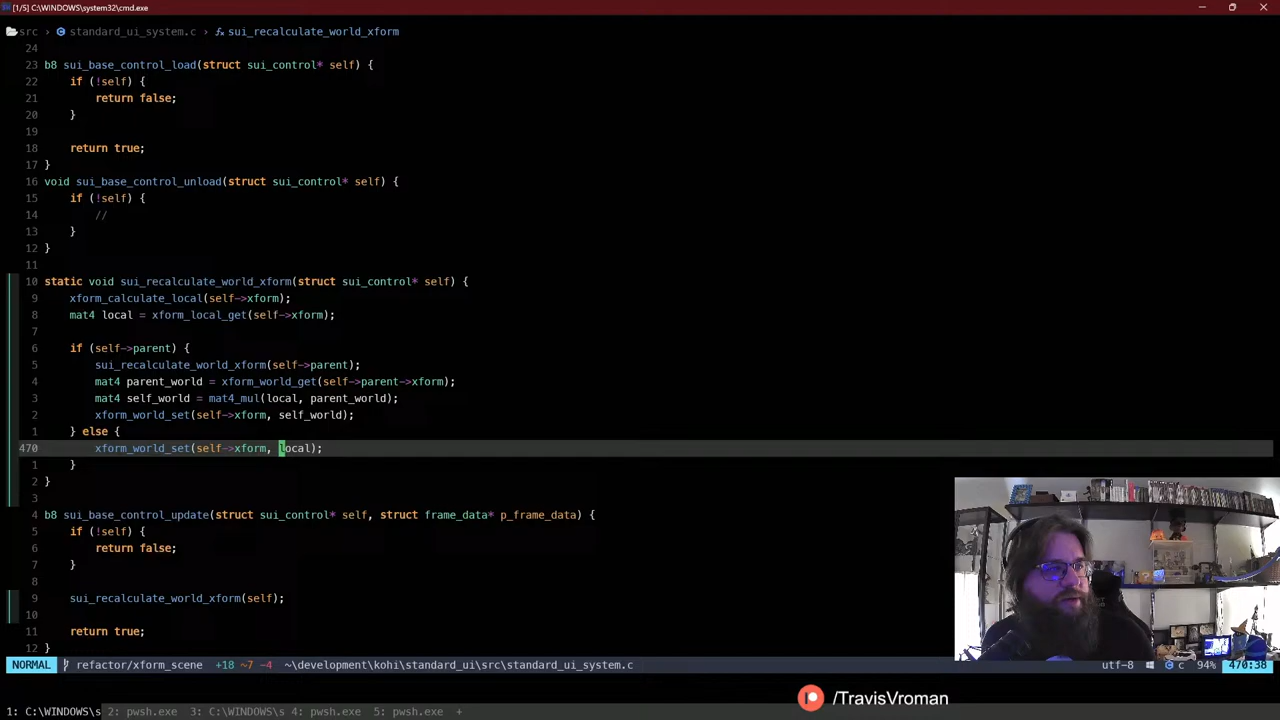 [1/5] C:\WINDOWS\system32\cmd.exe
src › standard_ui_system.c › sui_recalculate_world_xform
24
23 b8 sui_base_control_load(struct sui_control* self) {
22 if (!self) {
21 return false;
20 }
19
18 return true;
17 }
16 void sui_base_control_unload(struct sui_control* self) {
15 if (!self) {
14 //
13 }
12 }
11
10 static void sui_recalculate_world_xform(struct sui_control* self) {
9 xform_calculate_local(self->xform);
8 mat4 local = xform_local_get(self->xform);
7
6 if (self->parent) {
5 sui_recalculate_world_xform(self->parent);
4 mat4 parent_world = xform_world_get(self->parent->xform);
3 mat4 self_world = mat4_mul(local, parent_world);
2 xform_world_set(self->xform, self_world);
1 } else {
470 xform_world_set(self->xform, local);
1 }
2 }
3
4 b8 sui_base_control_update(struct sui_control* self, struct frame_data* p_frame_data) {
5 if (!self) {
6 return false;
7 }
8
9 sui_recalculate_world_xform(self);
10
11 return true;
12 }
NORMAL refactor/xform_scene +18 ~7 -4 ~\development\kohi\standard_ui\src\standard_ui_system.c utf-8 c 94% 470:38
/TravisVroman
1: C:\WINDOWS\s 2: pwsh.exe 3: C:\WINDOWS\s 4: pwsh.exe 5: pwsh.exe +